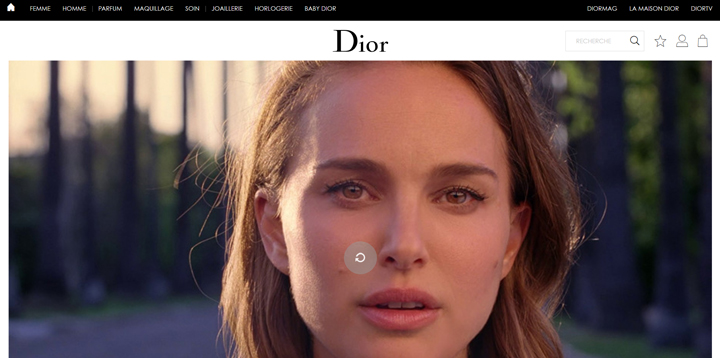 FEMME HOMME | PARFUM MAQUILLAGE SOIN | JOAILLERIE HORLOGERIE BABY DIOR DIORMAG LA MAISON DIOR DIORTV
Dior
RECHERCHE